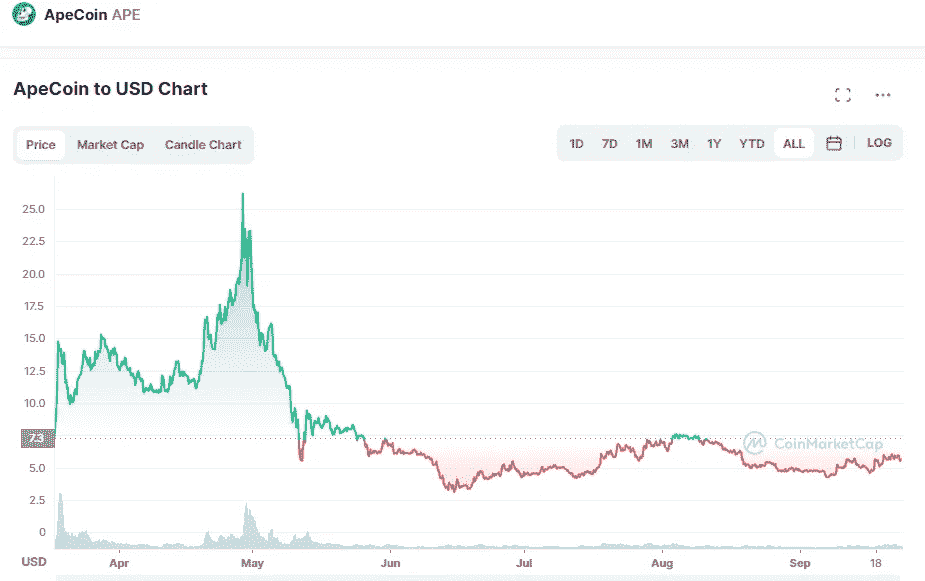 ApeCoin APE
ApeCoin to USD Chart
Price Market Cap Candle Chart
1D 7D 1M 3M 1Y YTD ALL LOG
25.0
22.5
20.0
17.5
15.0
12.5
10.0
5.0
2.5
0
CoinMarketCap
USD Apr May Jun Jul Aug Sep 18